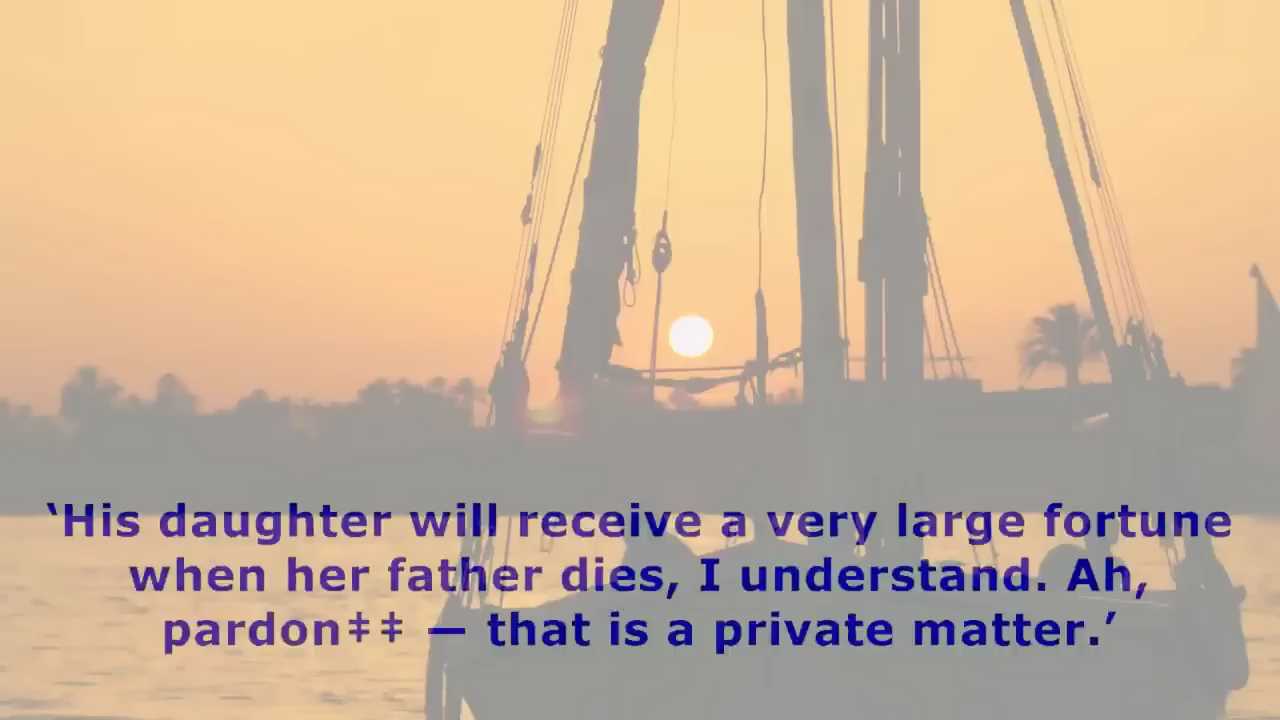 ‘His daughter will receive a very large fortune
when her father dies, I understand. Ah,
pardon‡‡ — that is a private matter.’